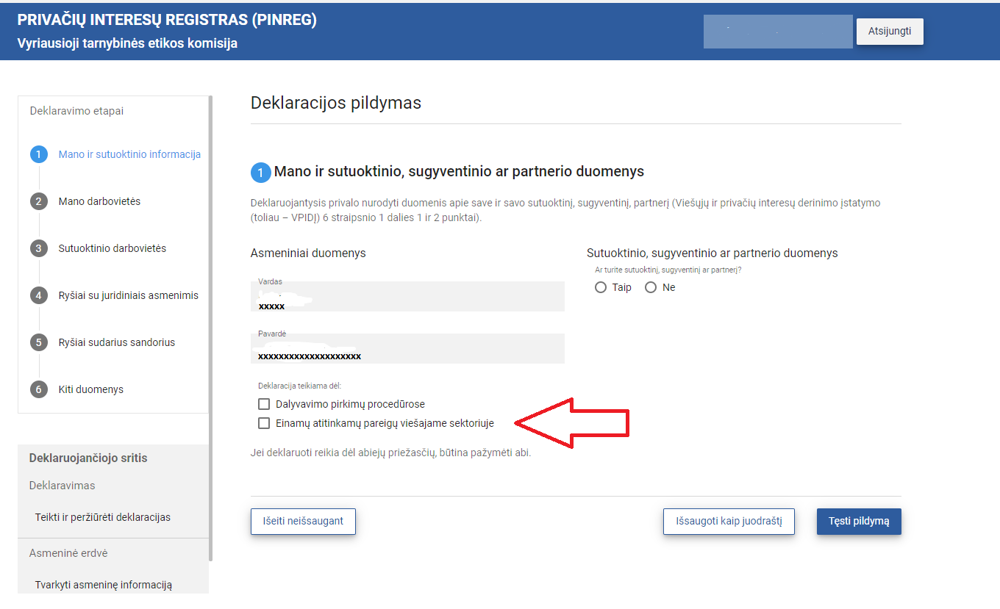 PRIVAČIŲ INTERESŲ REGISTRAS (PINREG)
Vyriausioji tarnybinės etikos komisija
Atsijungti
Deklaravimo etapai
1 Mano ir sutuoktinio informacija
2 Mano darbovietės
3 Sutuoktinio darbovietės
4 Ryšiai su juridiniais asmenimis
5 Ryšiai sudarius sandorius
6 Kiti duomenys
Deklaruojančiojo sritis
Deklaravimas
Teikti ir peržiūrėti deklaracijas
Asmeninė erdvė
Tvarkyti asmeninę informaciją
Deklaracijos pildymas
1 Mano ir sutuoktinio, sugyventinio ar partnerio duomenys
Deklaruojantysis privalo nurodyti duomenis apie save ir savo sutuoktinį, sugyventinį, partnerį (Viešųjų ir privačių interesų derinimo įstatymo
(toliau – VPIDĮ) 6 straipsnio 1 dalies 1 ir 2 punktai).
Asmeniniai duomenys
Vardas
xxxxx
Pavardė
xxxxxxxxxxxxxxxxxxxx
Deklaracija teikiama dėl:
Dalyvavimo pirkimų procedūrose
Einamų atitinkamų pareigų viešajame sektoriuje
Jei deklaruoti reikia dėl abiejų priežasčių, būtina pažymėti abi.
Sutuoktinio, sugyventinio ar partnerio duomenys
Ar turite sutuoktinį, sugyventinį ar partnerį?
Taip Ne
Išeiti neišsaugant
Išsaugoti kaip juodraštį
Tęsti pildymą